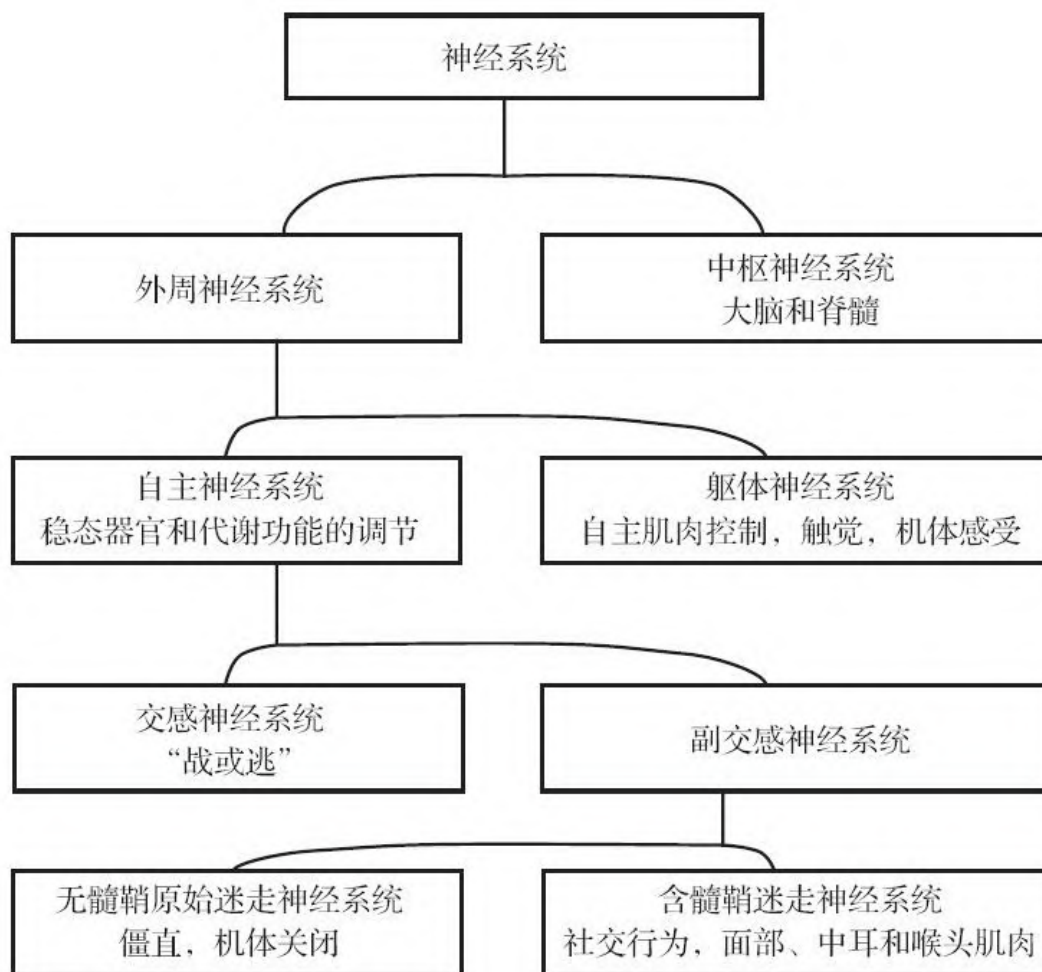 神经系统
外周神经系统
中枢神经系统
大脑和脊髓
自主神经系统
稳态器官和代谢功能的调节
躯体神经系统
自主肌肉控制，触觉，机体感受
交感神经系统
“战或逃”
副交感神经系统
无髓鞘原始迷走神经系统
僵直，机体关闭
含髓鞘迷走神经系统
社交行为，面部、中耳和喉头肌肉